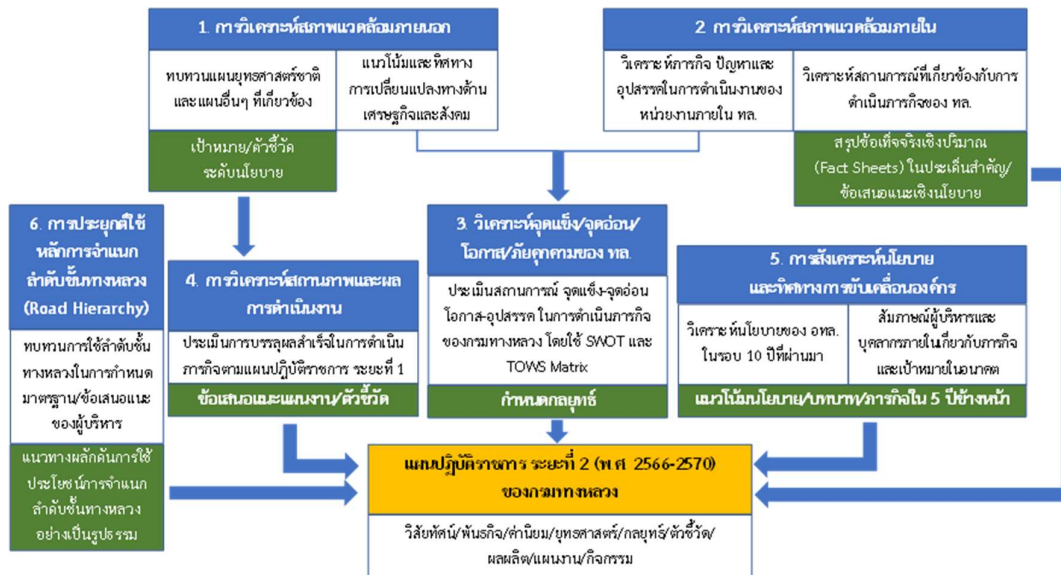 1. การวิเคราะห์สภาพแวดล้อมภายนอก
ทบทวนแผนยุทธศาสตร์ชาติ
และแผนอื่นๆ ที่เกี่ยวข้อง
แนวโน้มและทิศทาง
การเปลี่ยนแปลงทางด้าน
เศรษฐกิจและสังคม
เป้าหมาย/ตัวชี้วัด
ระดับนโยบาย
2. การวิเคราะห์สภาพแวดล้อมภายใน
วิเคราะห์ภารกิจ ปัญหาและ
อุปสรรคในการดำเนินงานของ
หน่วยงานภายใน ทล.
วิเคราะห์สถานการณ์ที่เกี่ยวข้องกับการ
ดำเนินภารกิจของ ทล.
สรุปข้อเท็จจริงเชิงปริมาณ
(Fact Sheets) ในประเด็นสำคัญ/
ข้อเสนอแนะเชิงนโยบาย
6. การประยุกต์ใช้
หลักการจำแนก
ลำดับชั้นทางหลวง
(Road Hierarchy)
ทบทวนการใช้ลำดับชั้น
ทางหลวงในการกำหนด
มาตรฐาน/ข้อเสนอแนะ
ของผู้บริหาร
แนวทางผลักดันการใช้
ประโยชน์การจำแนก
ลำดับชั้นทางหลวง
อย่างเป็นรูปธรรม
4. การวิเคราะห์สถานภาพและผล
การดำเนินงาน
ประเมินการบรรลุผลสำเร็จในการดำเนิน
ภารกิจตามแผนปฏิบัติราชการ ระยะที่ 1
ข้อเสนอแนะแผนงาน/ตัวชี้วัด
3. วิเคราะห์จุดแข็ง/จุดอ่อน/
โอกาส/ภัยคุกคามของ ทล.
ประเมินสถานการณ์ จุดแข็ง-จุดอ่อน
โอกาส-อุปสรรค ในการดำเนินภารกิจ
ของกรมทางหลวง โดยใช้ SWOT และ
TOWS Matrix
กำหนดกลยุทธ์
5. การสังเคราะห์นโยบาย
และทิศทางการขับเคลื่อนองค์กร
วิเคราะห์นโยบายของ อทล.
ในรอบ 10 ปีที่ผ่านมา
สัมภาษณ์ผู้บริหารและ
บุคลากรภายในเกี่ยวกับภารกิจ
และเป้าหมายในอนาคต
แนวโน้มนโยบาย/บทบาท/ภารกิจใน 5 ปีข้างหน้า
แผนปฏิบัติราชการ ระยะที่ 2 (พ.ศ. 2566-2570)
ของกรมทางหลวง
วิสัยทัศน์/พันธกิจ/ค่านิยม/ยุทธศาสตร์/กลยุทธ์/ตัวชี้วัด/
ผลผลิต/แผนงาน/กิจกรรม